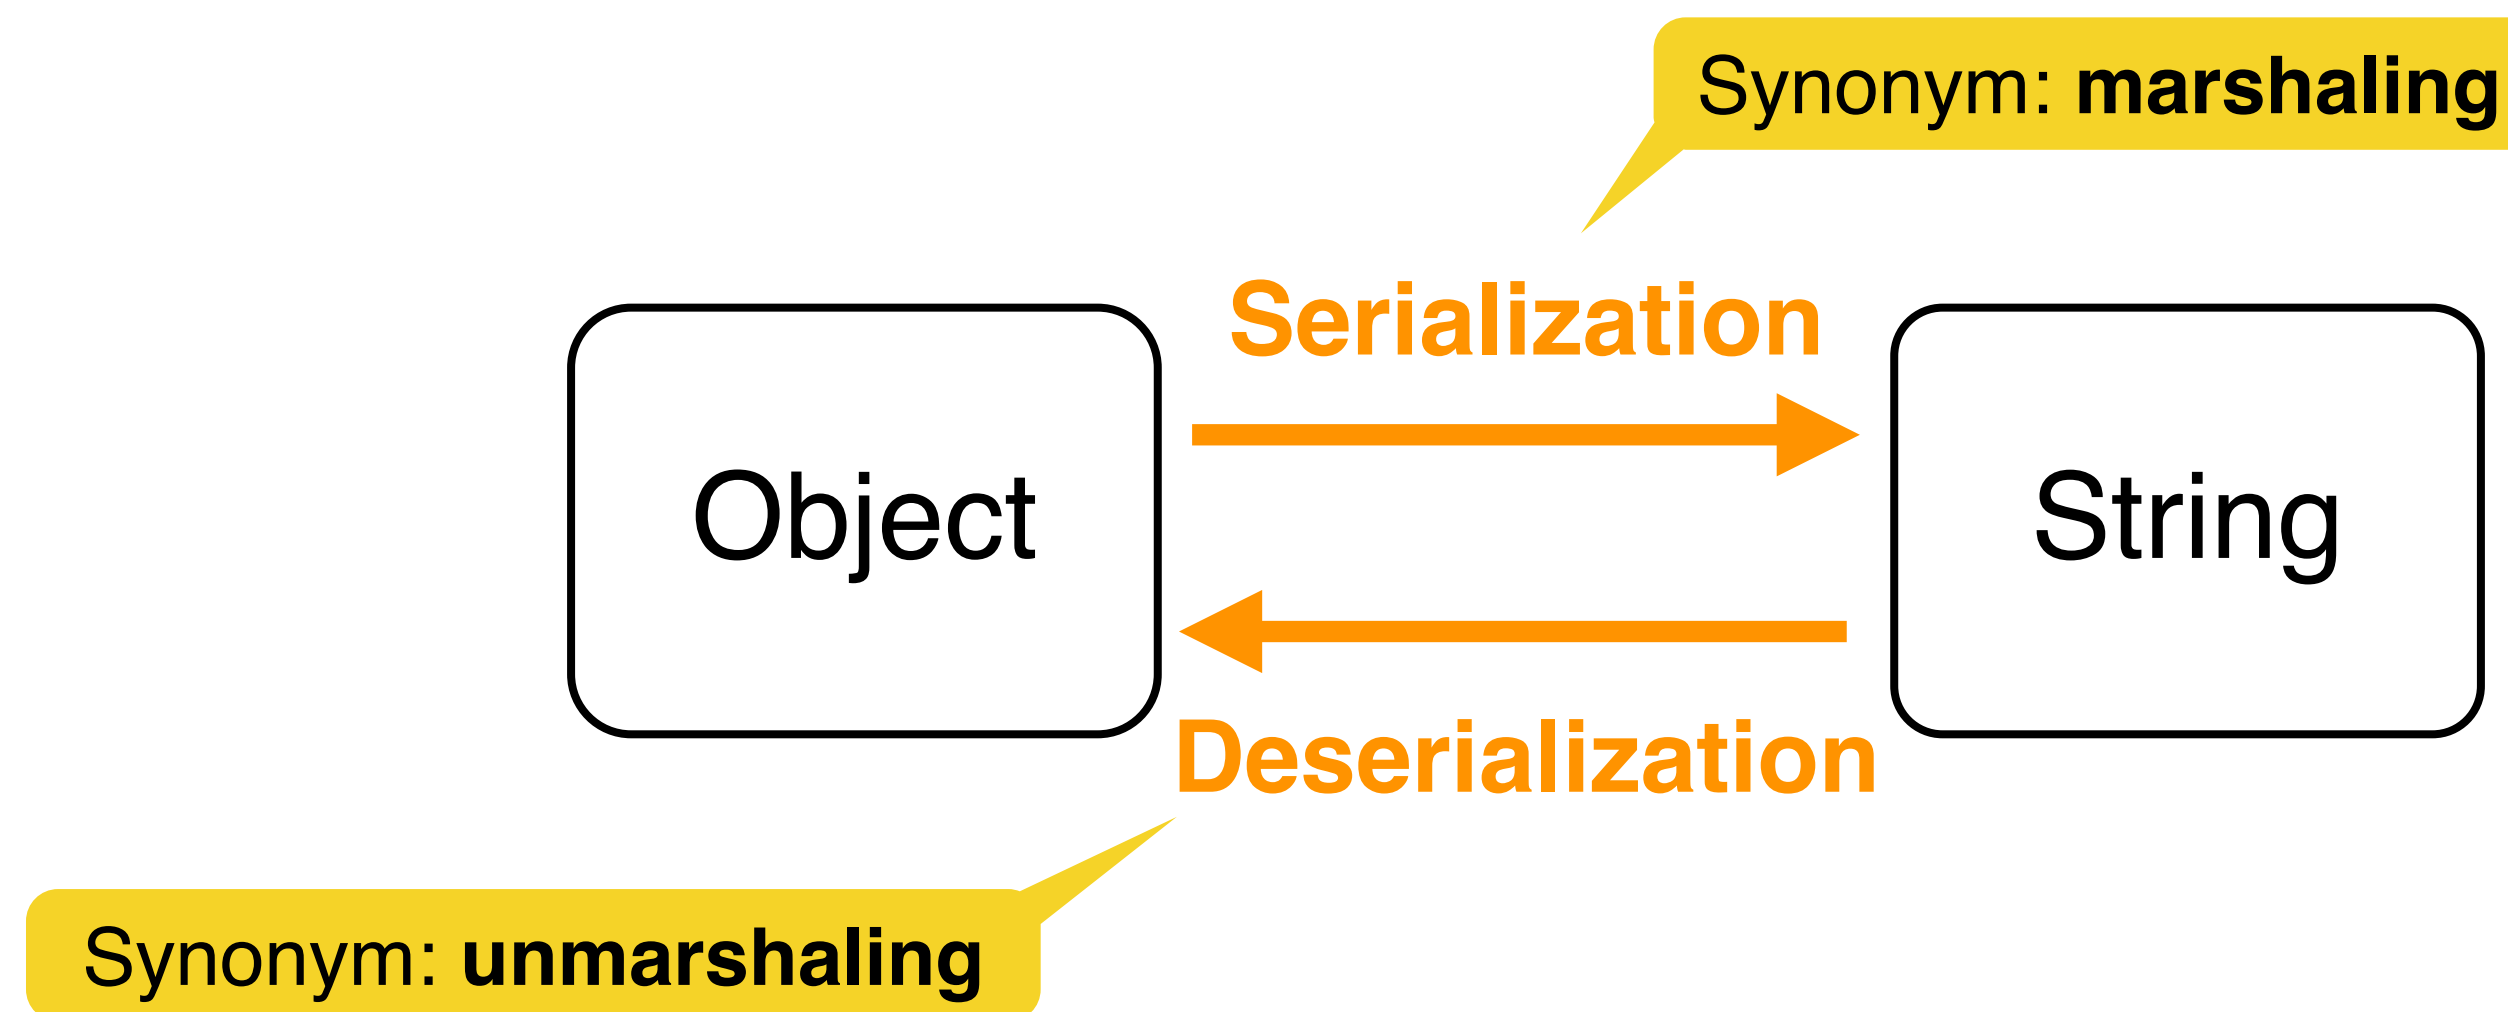 Synonym: marshaling
Serialization
Object
String
Deserialization
Synonym: unmarshaling